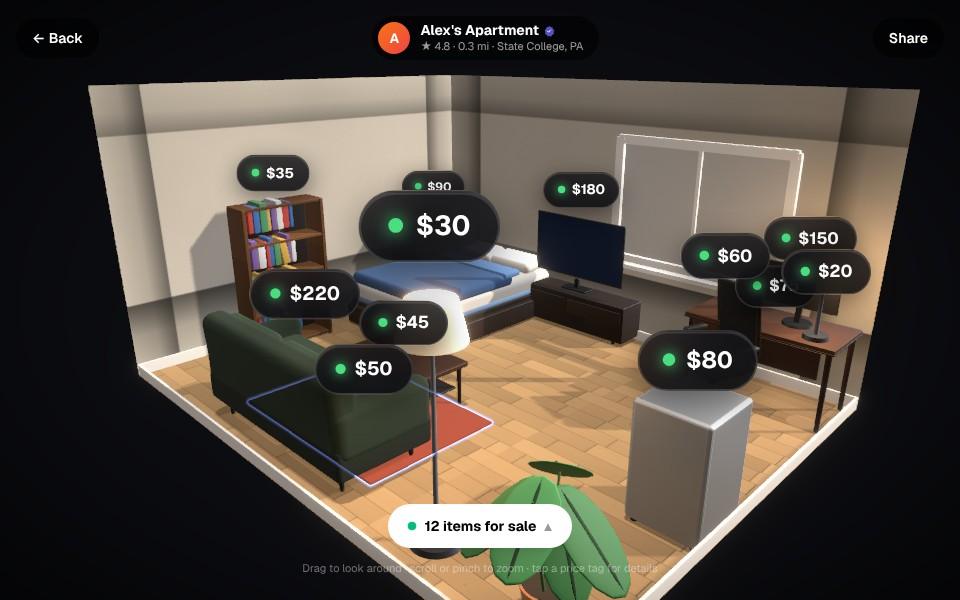 ← Back
A
Alex's Apartment
★ 4.8 · 0.3 mi · State College, PA
Share
$35
$90
$30
$180
$150
$60
$20
$220
$45
$50
$80
12 items for sale ▲
Drag to look around · scroll or pinch to zoom · tap a price tag for details